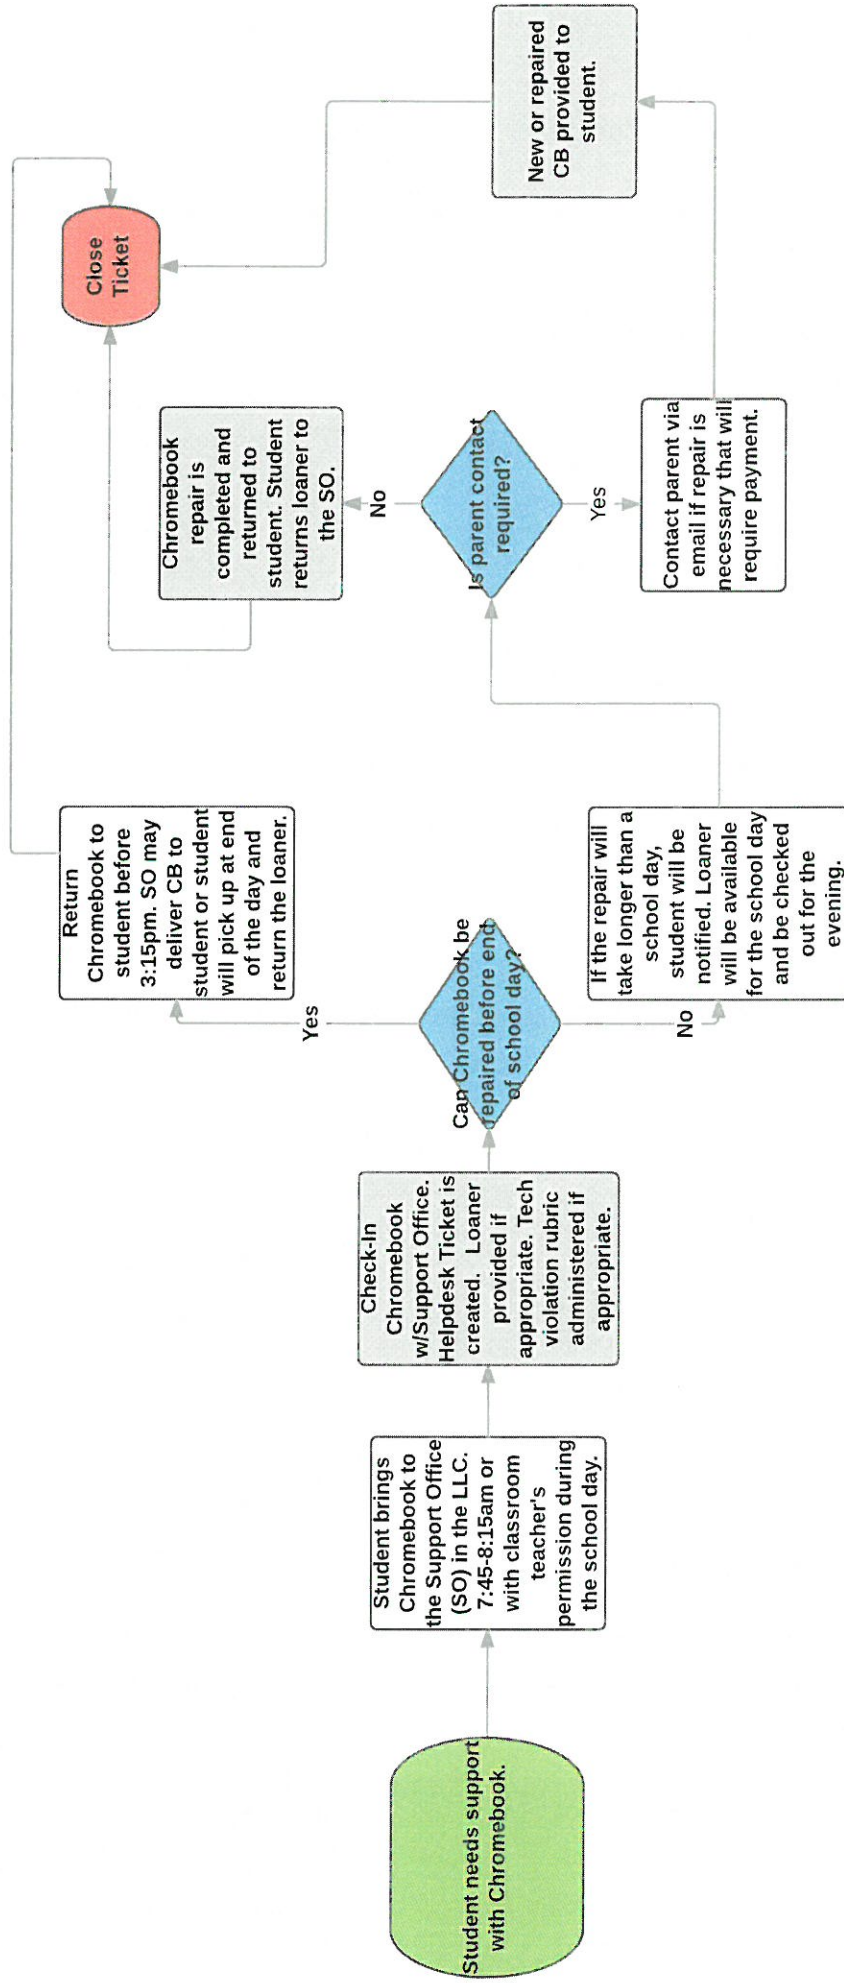 Student needs support
with Chromebook.
Student brings
Chromebook to
the Support Office
(SO) in the LLC.
7:45-8:15am or
with classroom
teacher's
permission during
the school day.
Check-In
Chromebook
w/Support Office.
Helpdesk Ticket is
created. Loaner
provided if
appropriate. Tech
violation rubric
administered if
appropriate.
Can Chromebook be
repaired before end
of school day?
Yes
Return
Chromebook to
student before
3:15pm. SO may
deliver CB to
student or student
will pick up at end
of the day and
return the loaner.
No
If the repair will
take longer than a
school day,
student will be
notified. Loaner
will be available
for the school day
and be checked
out for the
evening.
Is parent contact
required?
No
Chromebook
repair is
completed and
returned to
student. Student
returns loaner to
the SO.
Yes
Contact parent via
email if repair is
necessary that will
require payment.
New or repaired
CB provided to
student.
Close
Ticket